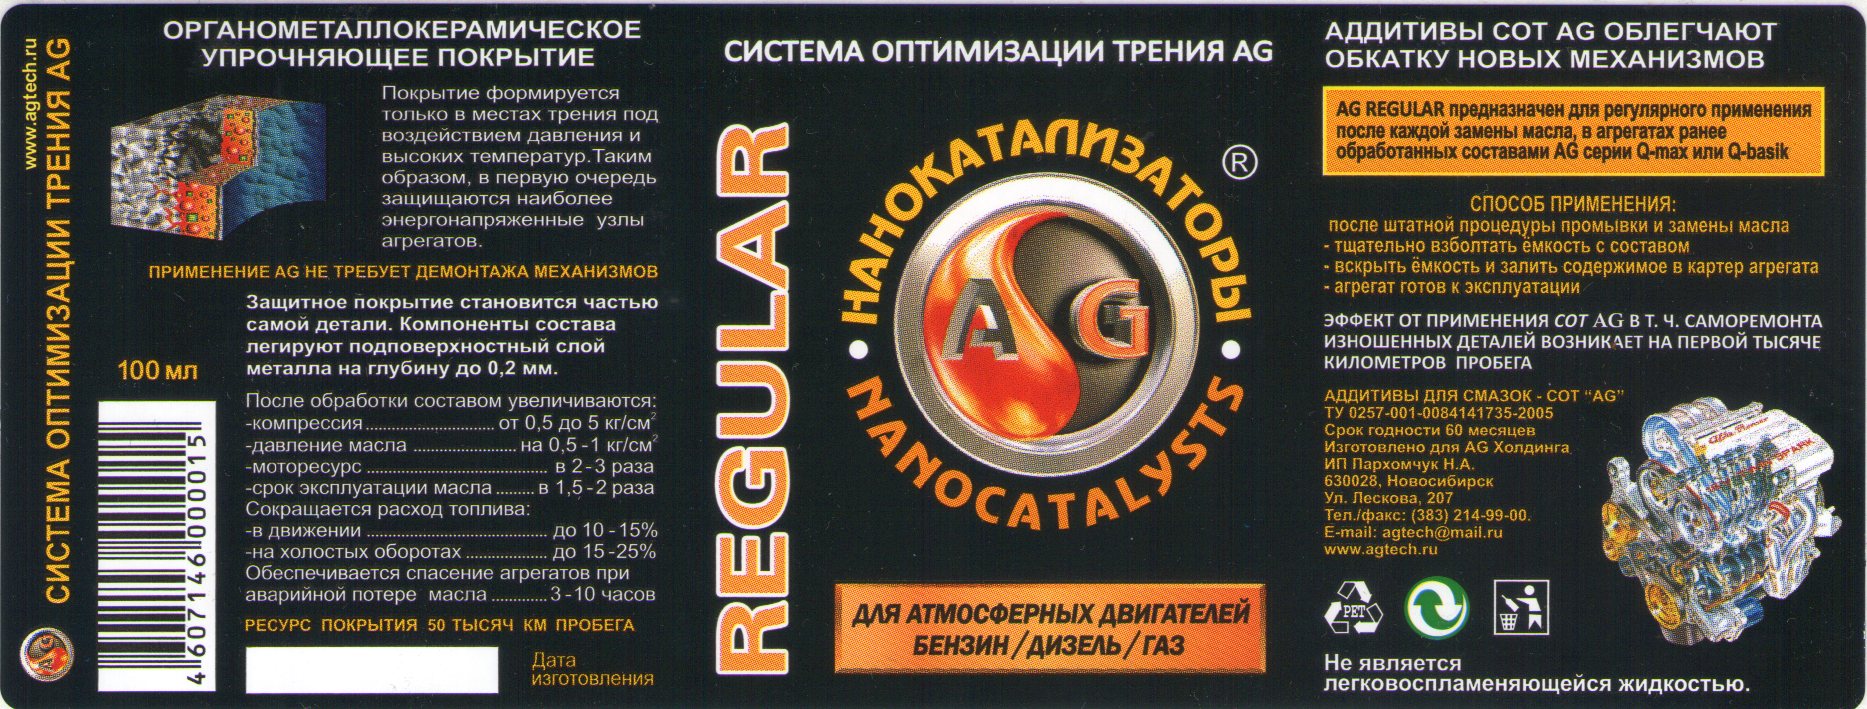 www.agtech.ru
СИСТЕМА ОПТИМИЗАЦИИ ТРЕНИЯ AG
AG
ОРГАНОМЕТАЛЛОКЕРАМИЧЕСКОЕ
УПРОЧНЯЮЩЕЕ ПОКРЫТИЕ
Покрытие формируется
только в местах трения под
воздействием давления и
высоких температур.Таким
образом, в первую очередь
защищаются наиболее
энергонапряженные узлы
агрегатов.
ПРИМЕНЕНИЕ AG НЕ ТРЕБУЕТ ДЕМОНТАЖА МЕХАНИЗМОВ
Защитное покрытие становится частью
самой детали. Компоненты состава
легируют подповерхностный слой
металла на глубину до 0,2 мм.
100 мл
4 607146 000015
После обработки составом увеличиваются:
-компрессия............................ от 0,5 до 5 кг/см²
-давление масла ...................... на 0,5 -1 кг/см²
-моторесурс ............................... в 2 - 3 раза
-срок эксплуатации масла ......... в 1,5 - 2 раза
Сокращается расход топлива:
-в движении ............................... до 10 -15%
-на холостых оборотах .............. до 15 -25%
Обеспечивается спасение агрегатов при
аварийной потере масла ............ 3 -10 часов
РЕСУРС ПОКРЫТИЯ 50 ТЫСЯЧ КМ ПРОБЕГА
Дата
изготовления
REGULAR
СИСТЕМА ОПТИМИЗАЦИИ ТРЕНИЯ AG
• НАНОКАТАЛИЗАТОРЫ •
®
AG
NANOCATALYSTS
ДЛЯ АТМОСФЕРНЫХ ДВИГАТЕЛЕЙ
БЕНЗИН / ДИЗЕЛЬ / ГАЗ
АДДИТИВЫ СОТ AG ОБЛЕГЧАЮТ
ОБКАТКУ НОВЫХ МЕХАНИЗМОВ
AG REGULAR предназначен для регулярного применения
после каждой замены масла, в агрегатах ранее
обработанных составами AG серии Q-max или Q-basik
СПОСОБ ПРИМЕНЕНИЯ:
после штатной процедуры промывки и замены масла
- тщательно взболтать ёмкость с составом
- вскрыть ёмкость и залить содержимое в картер агрегата
- агрегат готов к эксплуатации
ЭФФЕКТ ОТ ПРИМЕНЕНИЯ СОТ AG В Т. Ч. САМОРЕМОНТА
ИЗНОШЕННЫХ ДЕТАЛЕЙ ВОЗНИКАЕТ НА ПЕРВОЙ ТЫСЯЧЕ
КИЛОМЕТРОВ ПРОБЕГА
АДДИТИВЫ ДЛЯ СМАЗОК - СОТ “AG”
ТУ 0257-001-0084141735-2005
Срок годности 60 месяцев
Изготовлено для AG Холдинга
ИП Пархомчук Н.А.
630028, Новосибирск
Ул. Лескова, 207
Тел./факс: (383) 214-99-00.
E-mail: agtech@mail.ru
www.agtech.ru
PET
Не является
легковоспламеняющейся жидкостью.